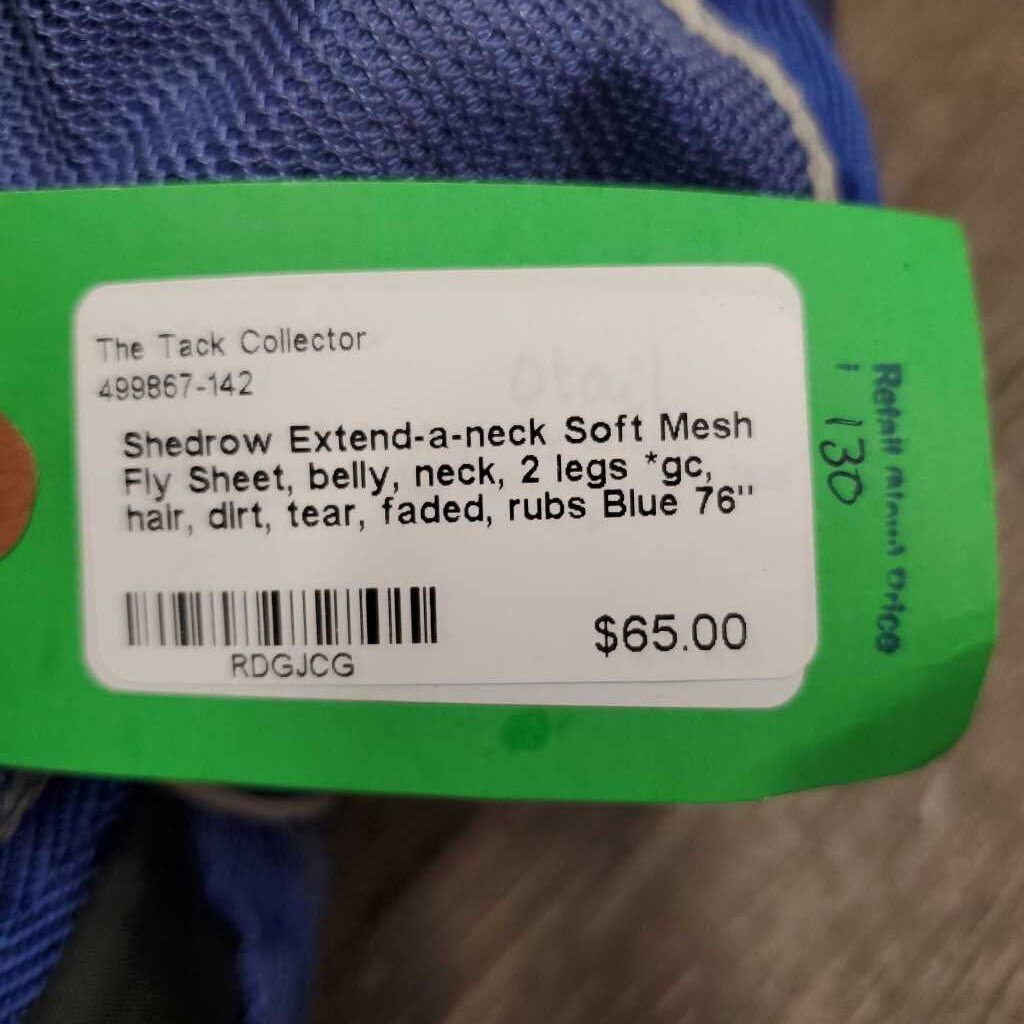 The Tack Collector
499867-142
Shedrow Extend-a-neck Soft Mesh
Fly Sheet, belly, neck, 2 legs *gc,
hair, dirt, tear, faded, rubs Blue 76"
RDGJCG
$65.00
Price
130